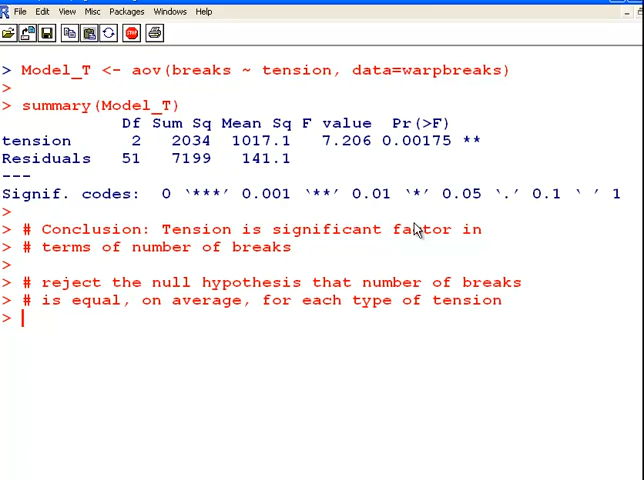 File Edit View Misc Packages Windows Help
> Model_T <- aov(breaks ~ tension, data=warpbreaks)
>
> summary(Model_T)
Df Sum Sq Mean Sq F value Pr(>F)
tension 2 2034 1017.1 7.206 0.00175 **
Residuals 51 7199 141.1
---
Signif. codes: 0 ‘***’ 0.001 ‘**’ 0.01 ‘*’ 0.05 ‘.’ 0.1 ‘ ’ 1
>
> # Conclusion: Tension is significant factor in
> # terms of number of breaks
>
> # reject the null hypothesis that number of breaks
> # is equal, on average, for each type of tension
>